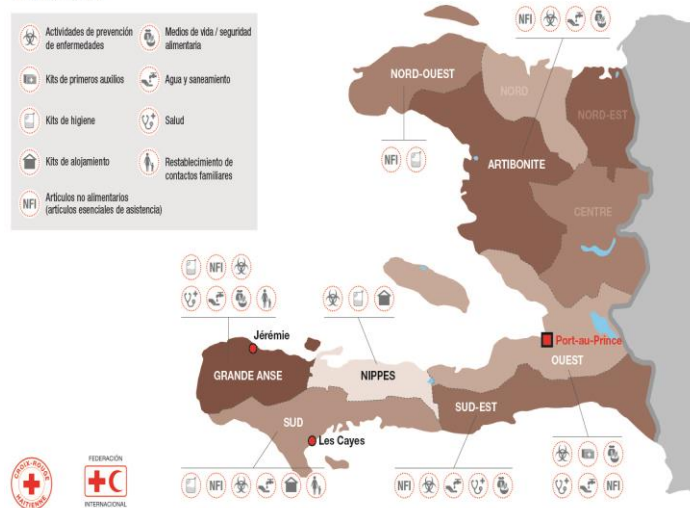 Actividades de prevención
de enfermedades
Medios de vida / seguridad
alimentaria
Kits de primeros auxilios
Agua y saneamiento
Kits de higiene
Salud
Kits de alojamiento
Restablecimiento de
contactos familiares
NFI
Artículos no alimentarios
(artículos esenciales de asistencia)
NFI
NORD-OUEST
NORD
NORD-EST
NFI
ARTIBONITE
CENTRE
NFI
Jérémie
Port-au-Prince
GRANDE ANSE
NIPPES
OUEST
SUD
SUD-EST
Les Cayes
NFI
NFI
NFI
CROIX-ROUGE
HAITIENNE
FEDERACIÓN
INTERNACIONAL